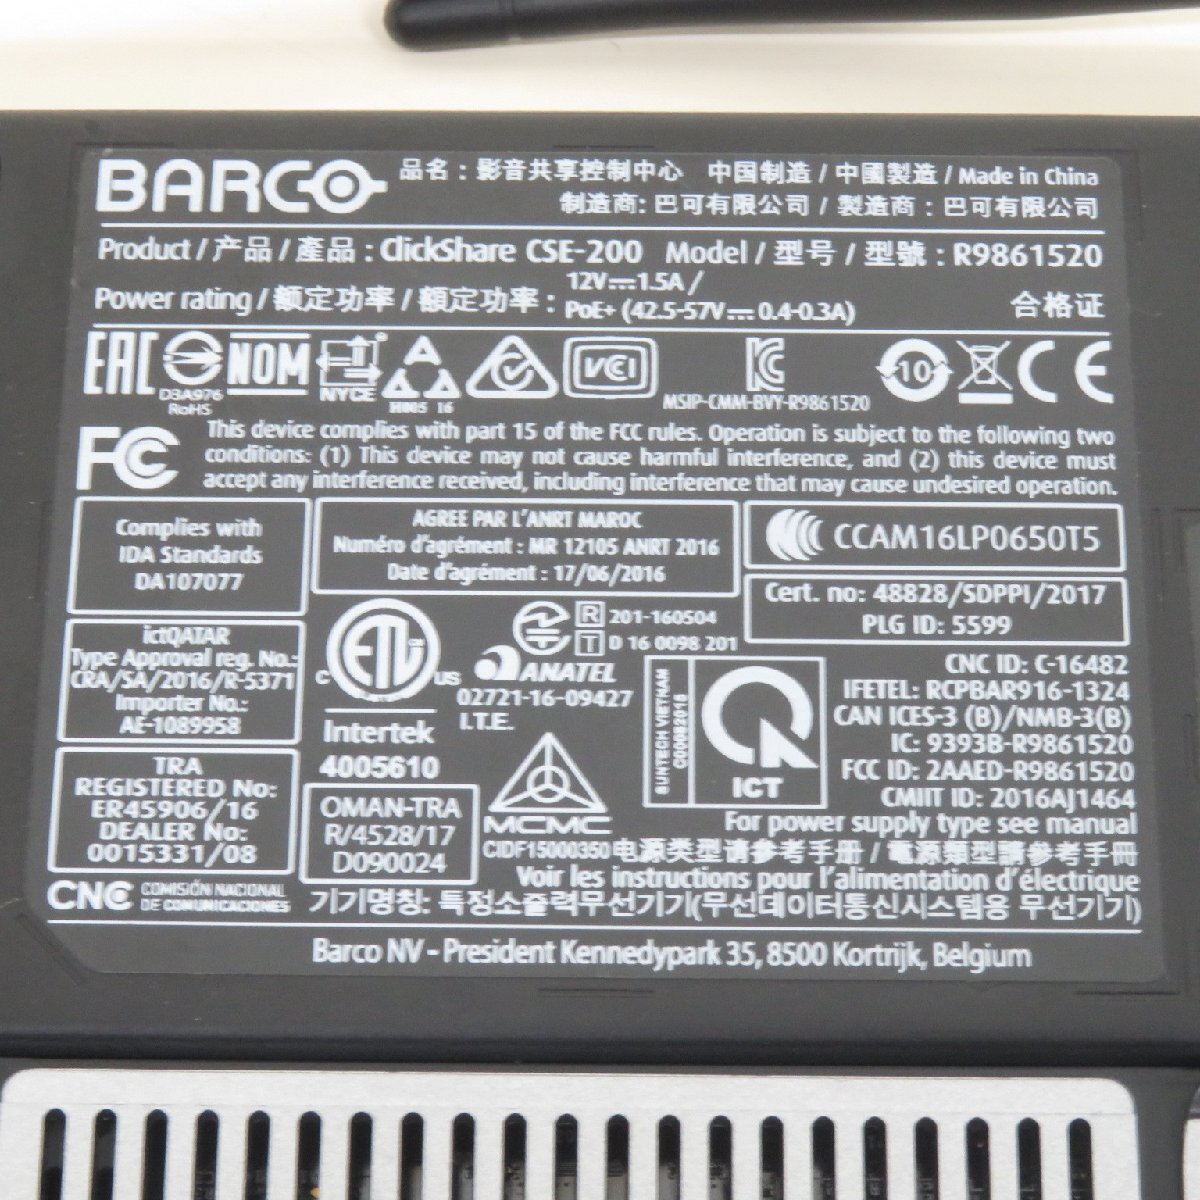 BARCO 品名：影音共享控制中心 中国制造 / 中國製造 / Made in China
制造商: 巴可有限公司 / 製造商：巴可有限公司
Product / 产品 / 產品 : ClickShare CSE-200 Model / 型号 / 型號 : R9861520
Power rating / 额定功率 / 額定功率 : 12V⎓1.5A /
PoE+ (42.5-57V⎓ 0.4-0.3A) 合格证
EAC D3A976 RoHS NOM NYCE H005 16 VCI MSIP-CMM-BVY-R9861520 10 CE
FC This device complies with part 15 of the FCC rules. Operation is subject to the following two
conditions: (1) This device may not cause harmful interference, and (2) this device must
accept any interference received, including interference that may cause undesired operation.
Complies with
IDA Standards
DA107077
AGREE PAR L'ANRT MAROC
Numéro d'agrément : MR 12105 ANRT 2016
Date d'agrément : 17/06/2016
CCAM16LP0650T5
Cert. no: 48828/SDPPI/2017
PLG ID: 5599
ictQATAR
Type Approval reg. No.:
CRA/SA/2016/R-5371
Importer No.:
AE-1089958
c ETL us
Intertek
4005610
R 201-160504
T D 16 0098 201
ANATEL
02721-16-09427
I.T.E.
SUNTECH VIETNAM
C00082018
ICT
CNC ID: C-16482
IFETEL: RCPBAR916-1324
CAN ICES-3 (B)/NMB-3(B)
IC: 9393B-R9861520
FCC ID: 2AAED-R9861520
CMIIT ID: 2016AJ1464
TRA
REGISTERED No:
ER45906/16
DEALER No:
0015331/08
OMAN-TRA
R/4528/17
D090024
MCMC
CIDF15000350
For power supply type see manual
电源类型请参考手册 / 電源類型請參考手冊
Voir les instructions pour l'alimentation d'électrique
CNC COMISIÓN NACIONAL
DE COMUNICACIONES
기기명칭: 특정소출력무선기기(무선데이터통신시스템용 무선기기)
Barco NV - President Kennedypark 35, 8500 Kortrijk, Belgium